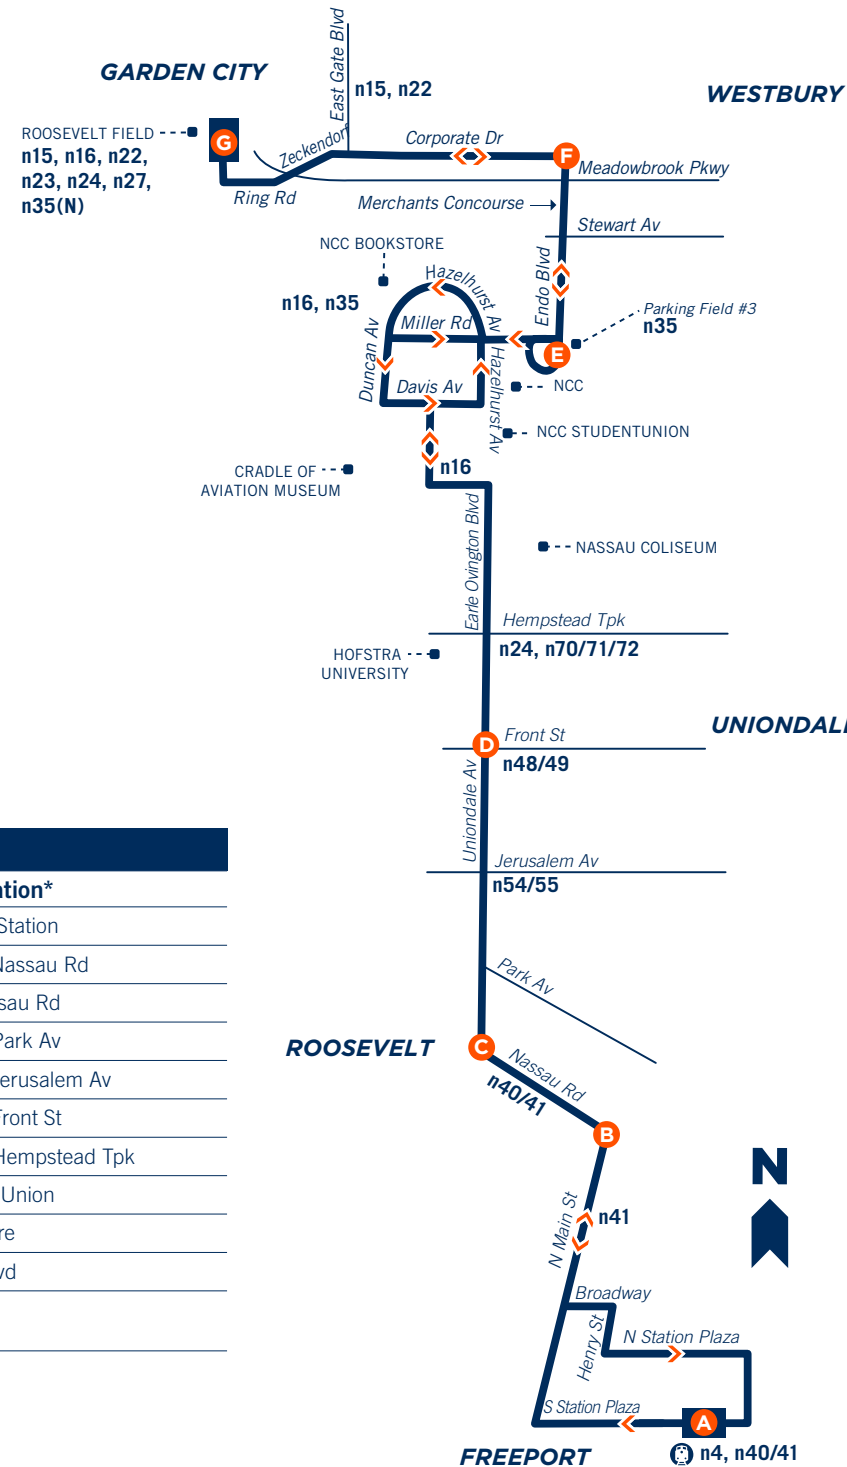 East Gate Blvd
GARDEN CITY
n15, n22
WESTBURY
ROOSEVELT FIELD
n15, n16, n22,
n23, n24, n27,
n35(N)
G
Zeckendorf
Corporate Dr
F
Meadowbrook Pkwy
Ring Rd
Merchants Concourse
Stewart Av
NCC BOOKSTORE
Hazelhurst Av
Endo Blvd
n16, n35
Miller Rd
Parking Field #3
n35
E
Duncan Av
Davis Av
Hazelhurst Av
NCC
NCC STUDENTUNION
n16
CRADLE OF
AVIATION MUSEUM
Earle Ovington Blvd
NASSAU COLISEUM
Hempstead Tpk
n24, n70/71/72
HOFSTRA
UNIVERSITY
UNIONDALE
D
Front St
n48/49
Uniondale Av
Jerusalem Av
n54/55
ation*
Station
Nassau Rd
sau Rd
Park Av
erusalem Av
Front St
Hempstead Tpk
Union
re
vd
Park Av
ROOSEVELT
C
Nassau Rd
n40/41
B
N
N Main St
n41
Broadway
Henry St
N Station Plaza
S Station Plaza
A
FREEPORT
n4, n40/41